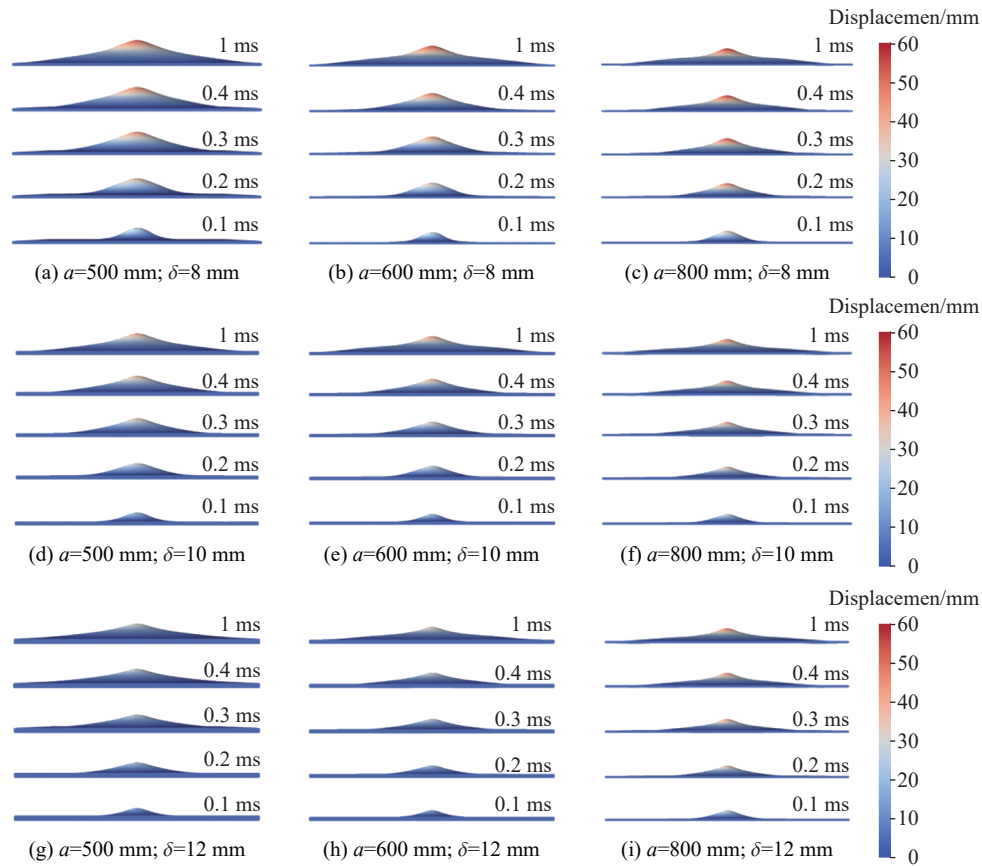 Displacemen/mm
1 ms
1 ms
1 ms
60
0.4 ms
0.4 ms
0.4 ms
50
40
0.3 ms
0.3 ms
0.3 ms
30
0.2 ms
0.2 ms
0.2 ms
20
0.1 ms
0.1 ms
0.1 ms
10
(a) a=500 mm; δ=8 mm
(b) a=600 mm; δ=8 mm
(c) a=800 mm; δ=8 mm
0
Displacemen/mm
1 ms
1 ms
1 ms
60
50
0.4 ms
0.4 ms
0.4 ms
40
0.3 ms
0.3 ms
0.3 ms
30
0.2 ms
0.2 ms
0.2 ms
20
0.1 ms
0.1 ms
0.1 ms
10
(d) a=500 mm; δ=10 mm
(e) a=600 mm; δ=10 mm
(f) a=800 mm; δ=10 mm
0
Displacemen/mm
1 ms
1 ms
1 ms
60
50
0.4 ms
0.4 ms
0.4 ms
40
0.3 ms
0.3 ms
0.3 ms
30
0.2 ms
0.2 ms
0.2 ms
20
0.1 ms
0.1 ms
0.1 ms
10
(g) a=500 mm; δ=12 mm
(h) a=600 mm; δ=12 mm
(i) a=800 mm; δ=12 mm
0